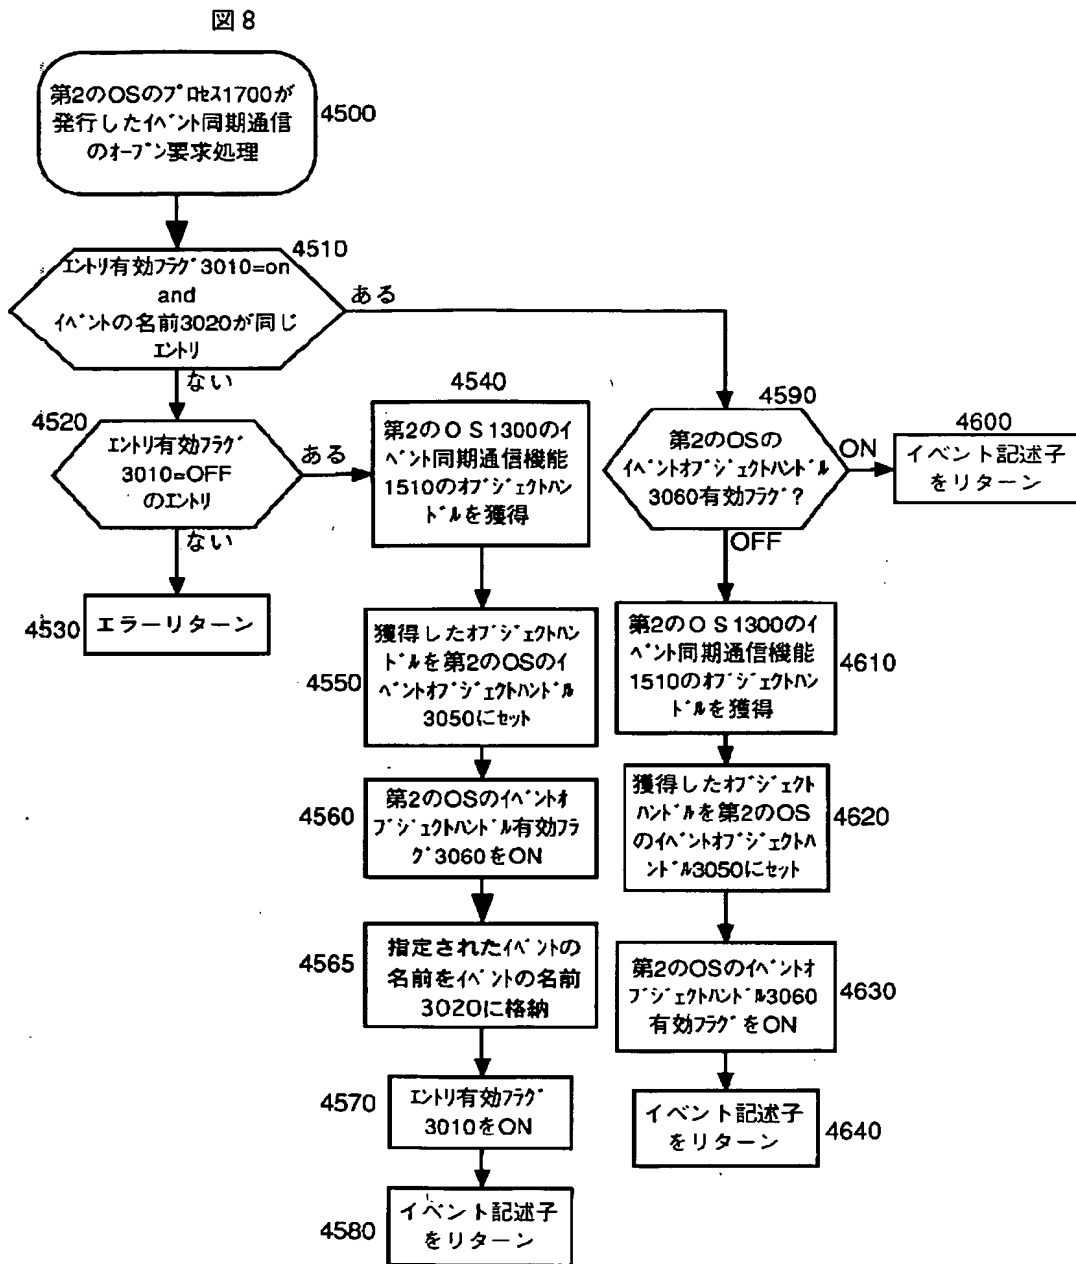 図8
第2のOSのプロセス1700が
発行したイベント同期通信
のオープン要求処理
4500
4510
エントリ有効フラグ3010=on
and
イベントの名前3020が同じ
エントリ
ある
ない
4520
エントリ有効フラグ
3010=OFF
のエントリ
ある
ない
4530
エラーリターン
4540
第2のOS1300のイ
ベント同期通信機能
1510のオブジェクトハン
ドルを獲得
4550
獲得したオブジェクトハン
ドルを第2のOSのイ
ベントオブジェクトハンドル
3050にセット
4560
第2のOSのイベントオ
ブジェクトハンドル有効フラ
グ3060をON
4565
指定されたイベントの
名前をイベントの名前
3020に格納
4570
エントリ有効フラグ
3010をON
4580
イベント記述子
をリターン
4590
第2のOSの
イベントオブジェクトハンドル
3060有効フラグ?
ON
OFF
4600
イベント記述子
をリターン
第2のOS1300のイ
ベント同期通信機能
1510のオブジェクトハン
ドルを獲得
4610
獲得したオブジェクト
ハンドルを第2のOS
のイベントオブジェクトハ
ンドル3050にセット
4620
第2のOSのイベントオ
ブジェクトハンドル3060
有効フラグをON
4630
イベント記述子
をリターン
4640